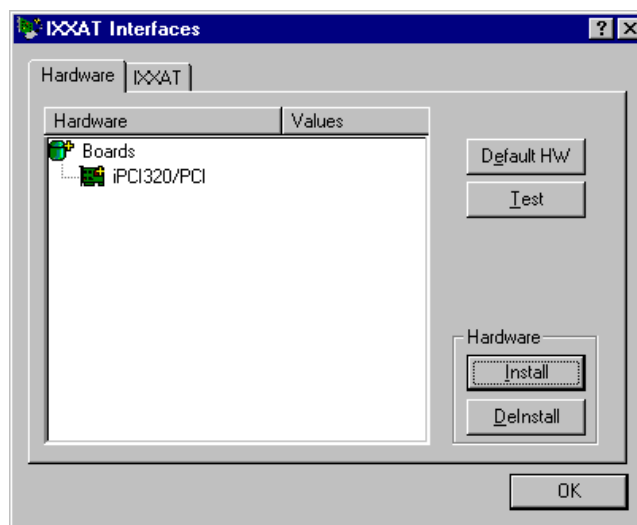 IXXAT Interfaces
Hardware IXXAT
Hardware Values
Boards
iPCI320/PCI
Default HW
Test
Hardware
Install
DeInstall
OK